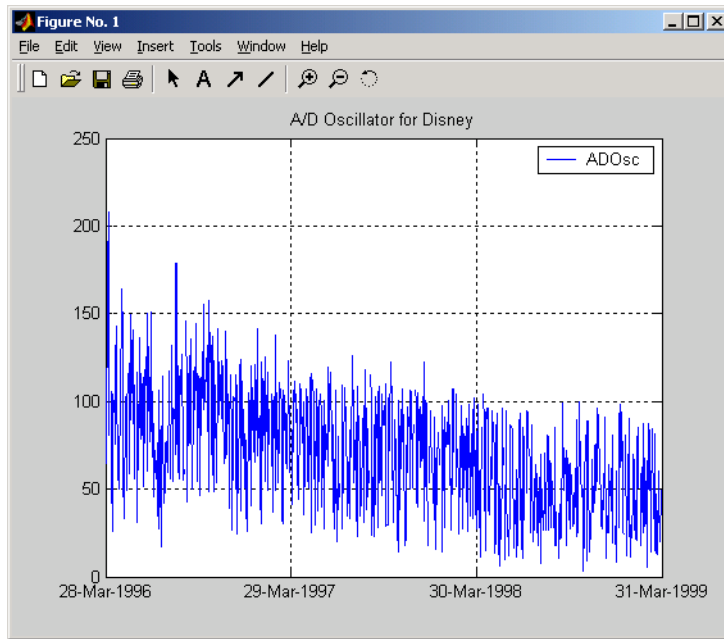 Figure No. 1
File Edit View Insert Tools Window Help
A
A/D Oscillator for Disney
ADOsc
250
200
150
100
50
0
28-Mar-1996 29-Mar-1997 30-Mar-1998 31-Mar-1999